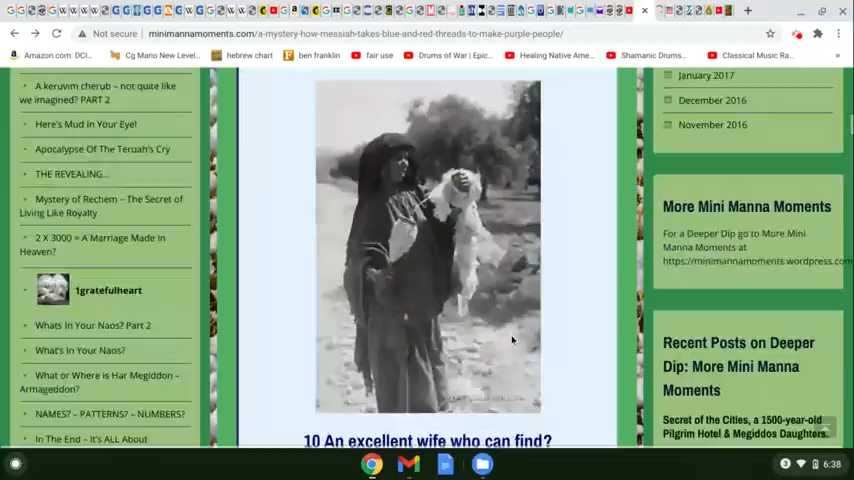 Not secure
minimannamoments.com/a-mystery-how-messiah-takes-blue-and-red-threads-to-make-purple-people/
Amazon.com: DCI...
Cg Mario New Level...
hebrew chart
ben franklin
fair use
Drums of War | Epic...
Healing Native Ame...
Shamanic Drums...
Classical Muzic Ra...
»
A keruvim cherub – not quite like
we imagined? PART 2
Here's Mud in Your Eye!
Apocalypse Of The Teruah's Cry
THE REVEALING...
Mystery of Rechem – The Secret of
Living Like Royalty
2 X 3000 = A Marriage Made In
Heaven?
1gratefulheart
Whats In Your Naos? Part 2
What's In Your Naos?
What or Where is Har Megiddon –
Armageddon?
NAMES? – PATTERNS? – NUMBERS?
In The End – It's ALL About
10 An excellent wife who can find?
January 2017
December 2016
November 2016
More Mini Manna Moments
For a Deeper Dip go to More Mini
Manna Moments at
https://minimannamoments.wordpress.com
Recent Posts on Deeper
Dip: More Mini Manna
Moments
Secret of the Cities, a 1500-year-old
Pilgrim Hotel & Megiddos Daughters.
3
6:38